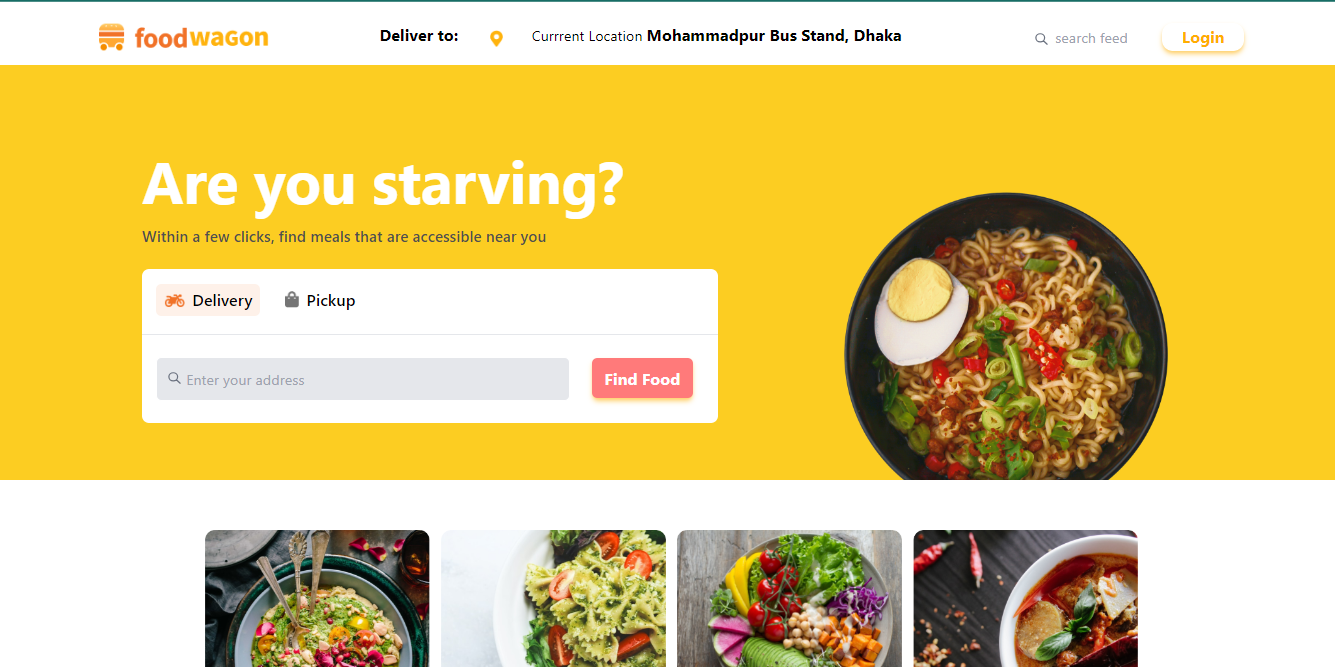 foodwagon
Deliver to: Currrent Location Mohammadpur Bus Stand, Dhaka search feed Login
Are you starving?
Within a few clicks, find meals that are accessible near you
Delivery Pickup
Enter your address Find Food